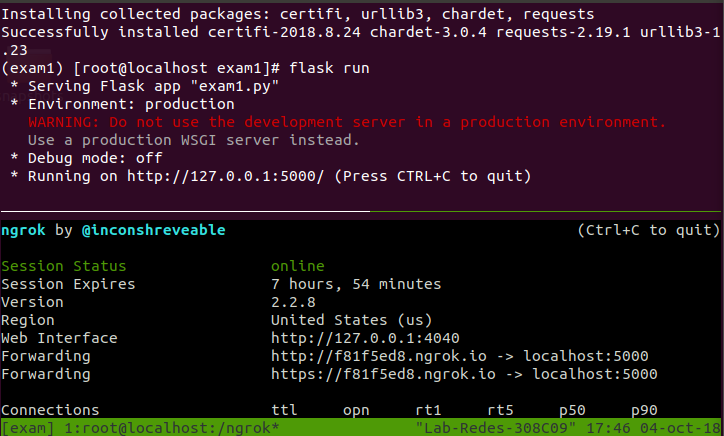 Installing collected packages: certifi, urllib3, chardet, requests
Successfully installed certifi-2018.8.24 chardet-3.0.4 requests-2.19.1 urllib3-1
.23
(exam1) [root@localhost exam1]# flask run
 * Serving Flask app "exam1.py"
 * Environment: production
   WARNING: Do not use the development server in a production environment.
   Use a production WSGI server instead.
 * Debug mode: off
 * Running on http://127.0.0.1:5000/ (Press CTRL+C to quit)
ngrok by @inconshreveable (Ctrl+C to quit)
Session Status online
Session Expires 7 hours, 54 minutes
Version 2.2.8
Region United States (us)
Web Interface http://127.0.0.1:4040
Forwarding http://f81f5ed8.ngrok.io -> localhost:5000
Forwarding https://f81f5ed8.ngrok.io -> localhost:5000
Connections ttl opn rt1 rt5 p50 p90
[exam] 1:root@localhost:/ngrok* "Lab-Redes-308C09" 17:46 04-oct-18